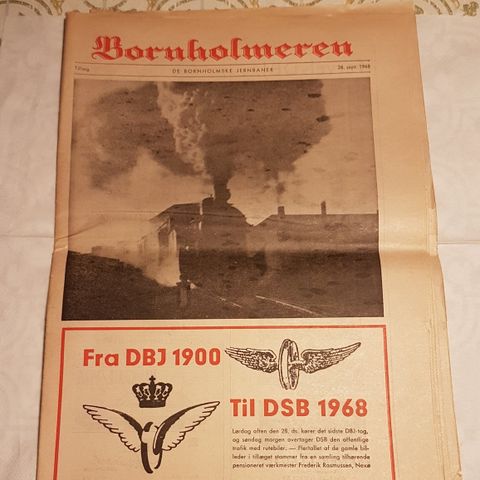 Bornholmeren
Tillæg
DE BORNHOLMSKE JERNBANER
28. sept. 1968
Fra DBJ 1900
Til DSB 1968
Lørdag aften den 28. ds. kører det sidste DBJ-tog,
og søndag morgen overtager DSB den offentlige
trafik med rutebiler. — Flertallet af de gamle bil-
leder i tillæget stammer fra en samling tilhørende
pensioneret værkmester Frederik Rasmussen, Nexø